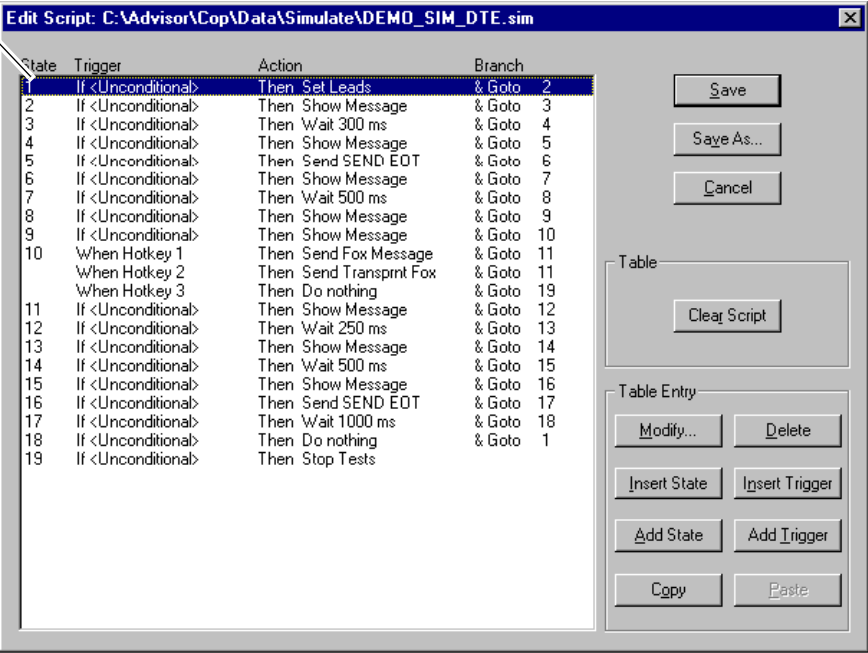 Edit Script: C:\Advisor\Cop\Data\Simulate\DEMO_SIM_DTE.sim
State Trigger Action Branch
1 If <Unconditional> Then Set Leads & Goto 2
2 If <Unconditional> Then Show Message & Goto 3
3 If <Unconditional> Then Wait 300 ms & Goto 4
4 If <Unconditional> Then Show Message & Goto 5
5 If <Unconditional> Then Send SEND EOT & Goto 6
6 If <Unconditional> Then Show Message & Goto 7
7 If <Unconditional> Then Wait 500 ms & Goto 8
8 If <Unconditional> Then Show Message & Goto 9
9 If <Unconditional> Then Show Message & Goto 10
10 When Hotkey 1 Then Send Fox Message & Goto 11
When Hotkey 2 Then Send Transprnt Fox & Goto 11
When Hotkey 3 Then Do nothing & Goto 19
11 If <Unconditional> Then Show Message & Goto 12
12 If <Unconditional> Then Wait 250 ms & Goto 13
13 If <Unconditional> Then Show Message & Goto 14
14 If <Unconditional> Then Wait 500 ms & Goto 15
15 If <Unconditional> Then Show Message & Goto 16
16 If <Unconditional> Then Send SEND EOT & Goto 17
17 If <Unconditional> Then Wait 1000 ms & Goto 18
18 If <Unconditional> Then Do nothing & Goto 1
19 If <Unconditional> Then Stop Tests
Save
Save As...
Cancel
Table
Clear Script
Table Entry
Modify... Delete
Insert State Insert Trigger
Add State Add Trigger
Copy Paste